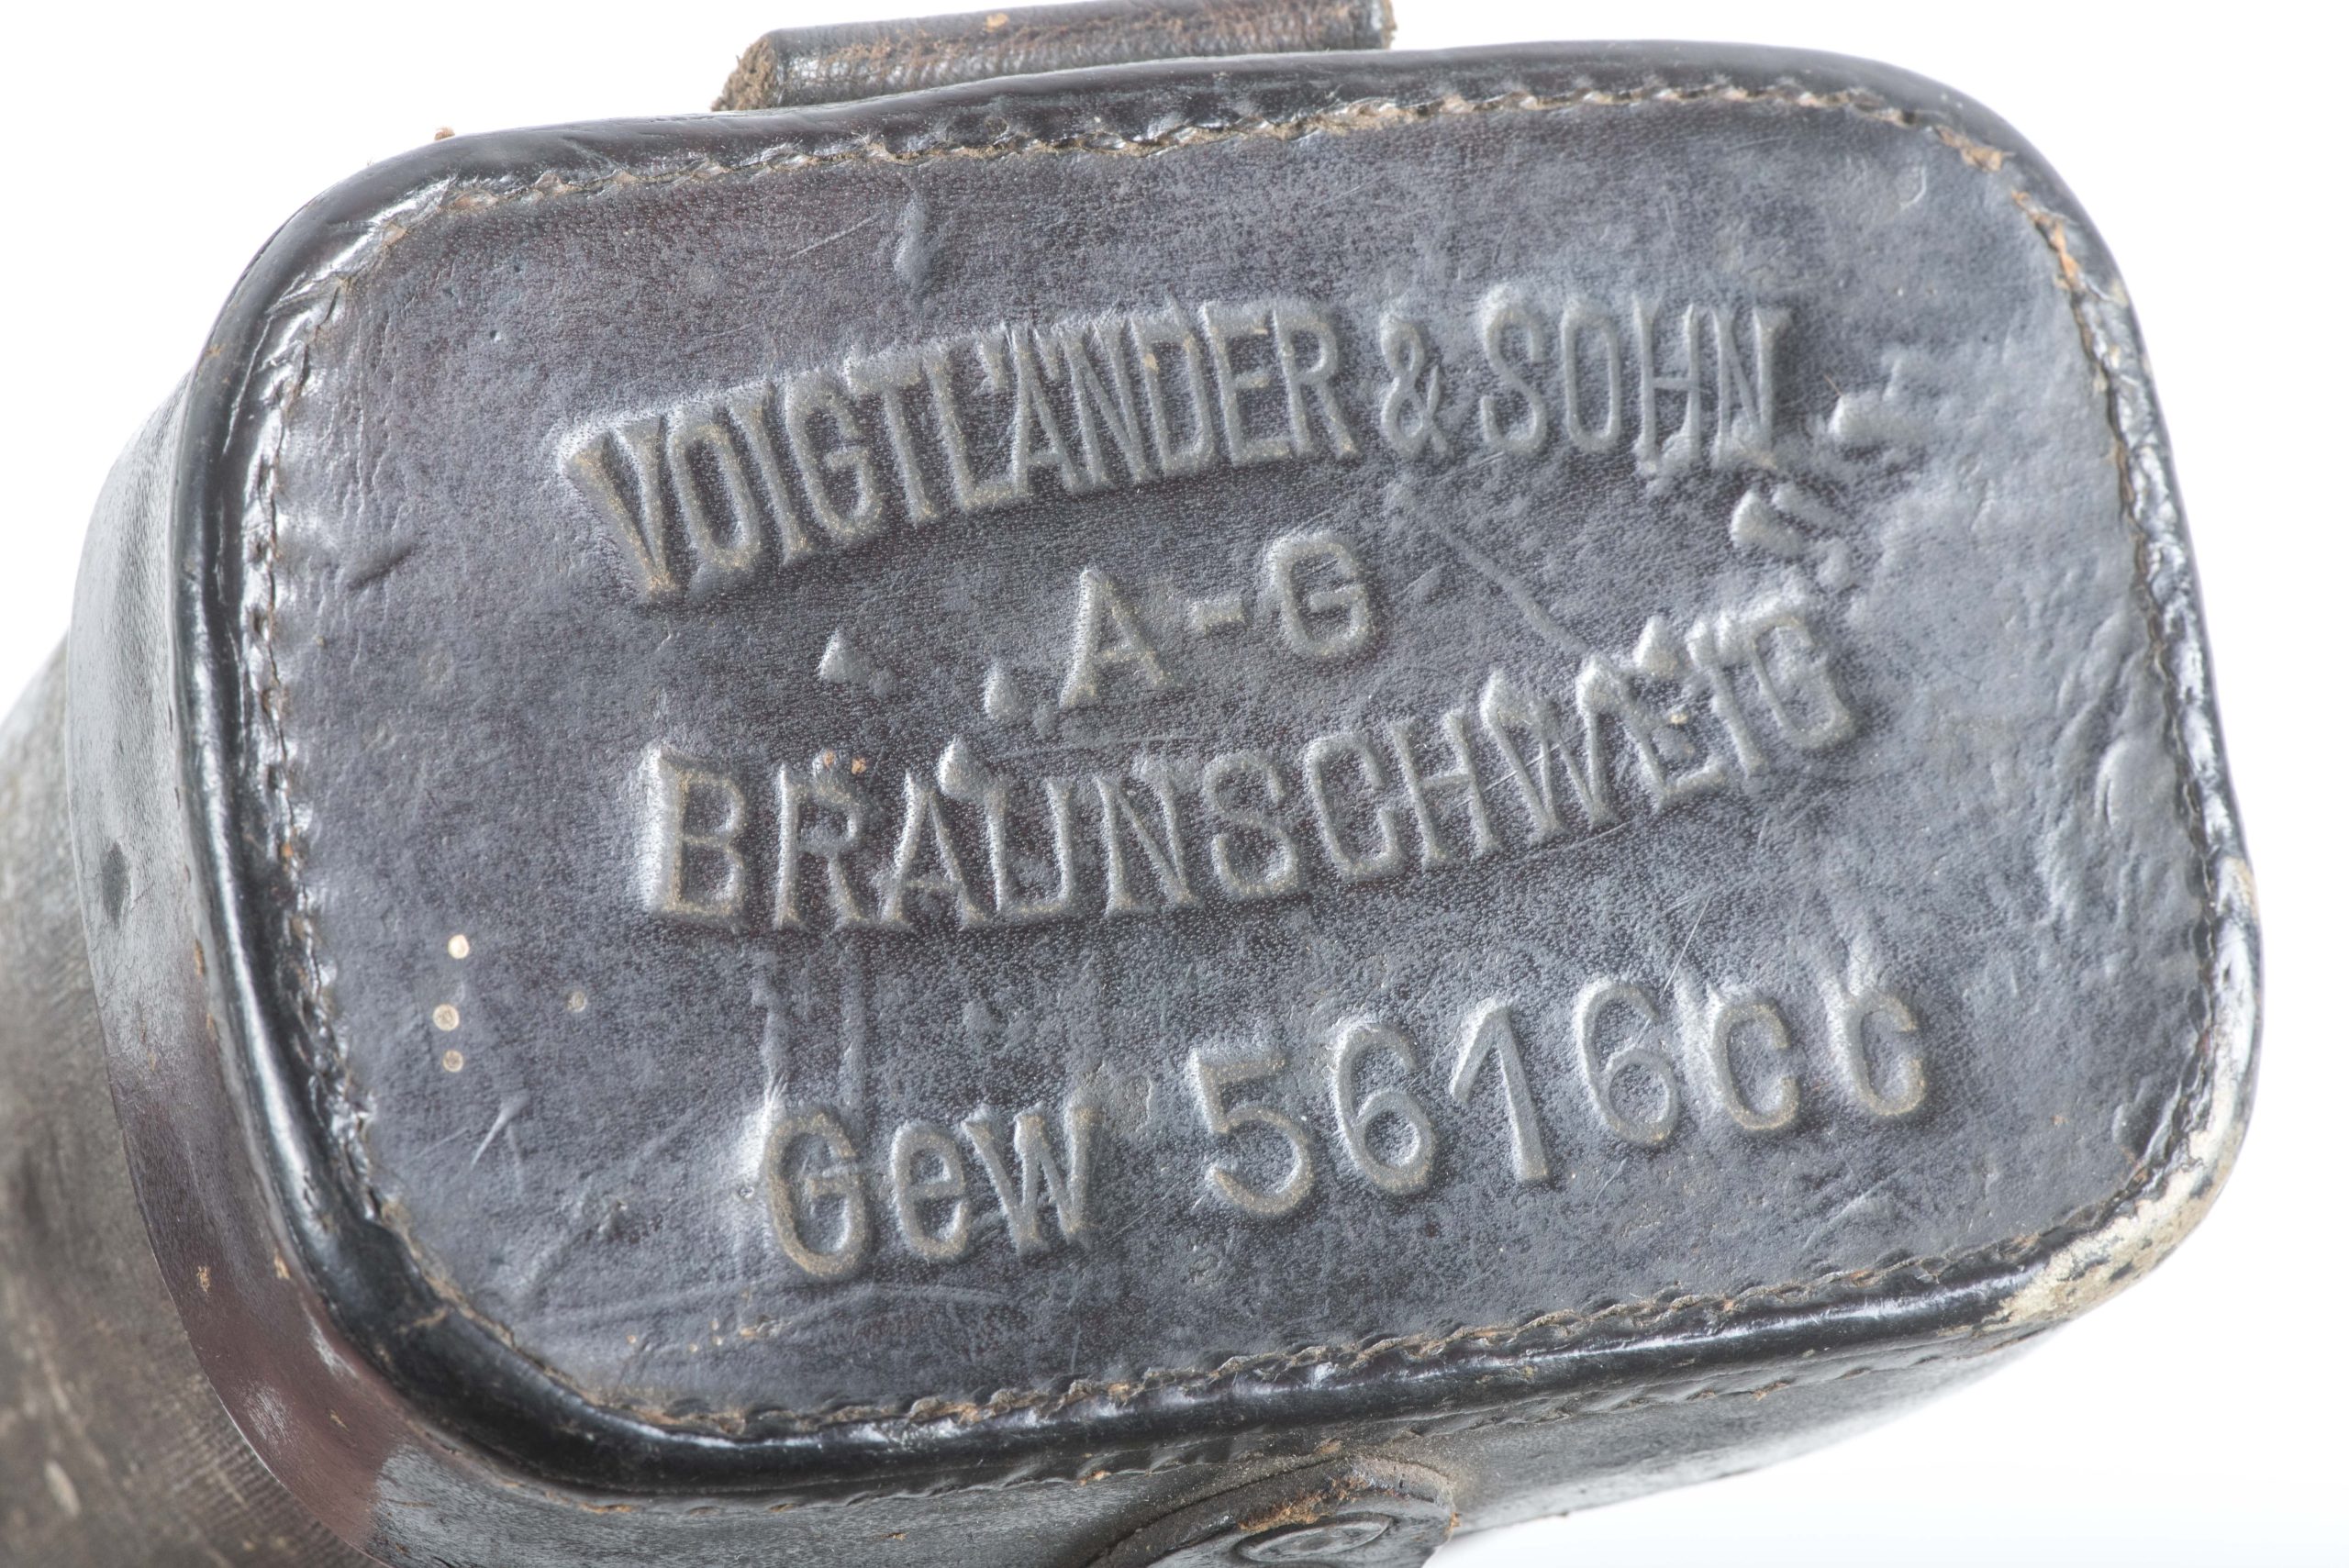 VOIGTLÄNDER & SOHN
A-G
BRAUNSCHWEIG
Gew 5616cc